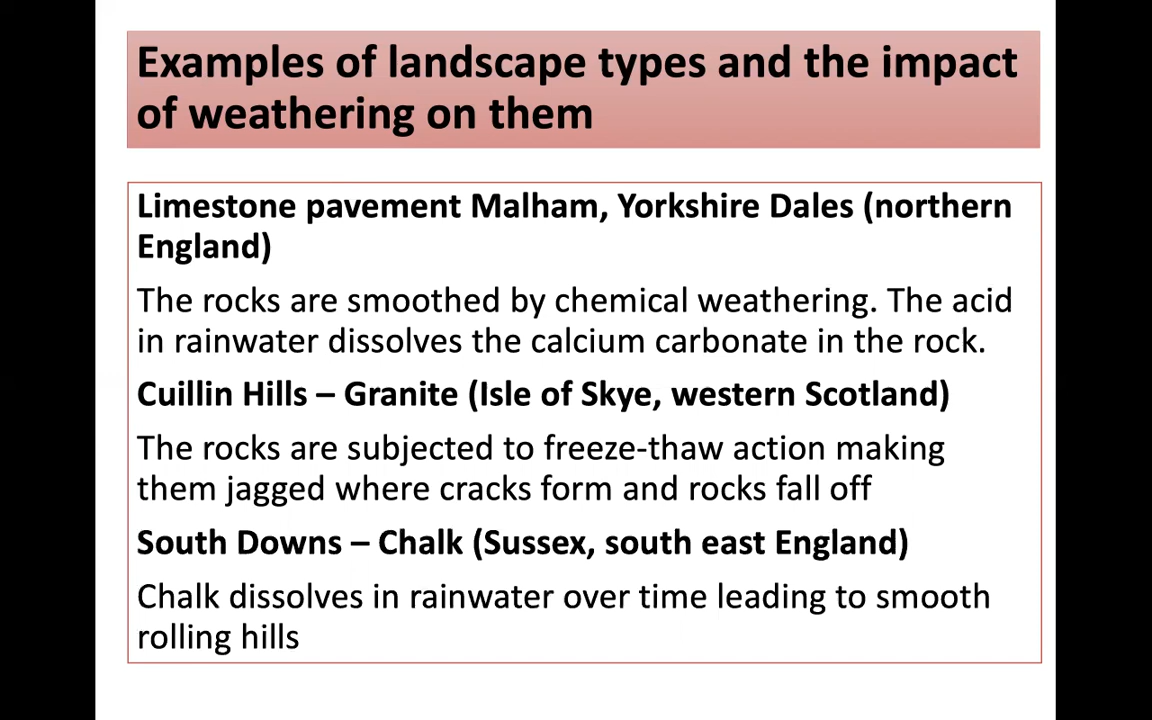 Examples of landscape types and the impact
of weathering on them
Limestone pavement Malham, Yorkshire Dales (northern
England)
The rocks are smoothed by chemical weathering. The acid
in rainwater dissolves the calcium carbonate in the rock.
Cuillin Hills – Granite (Isle of Skye, western Scotland)
The rocks are subjected to freeze-thaw action making
them jagged where cracks form and rocks fall off
South Downs – Chalk (Sussex, south east England)
Chalk dissolves in rainwater over time leading to smooth
rolling hills